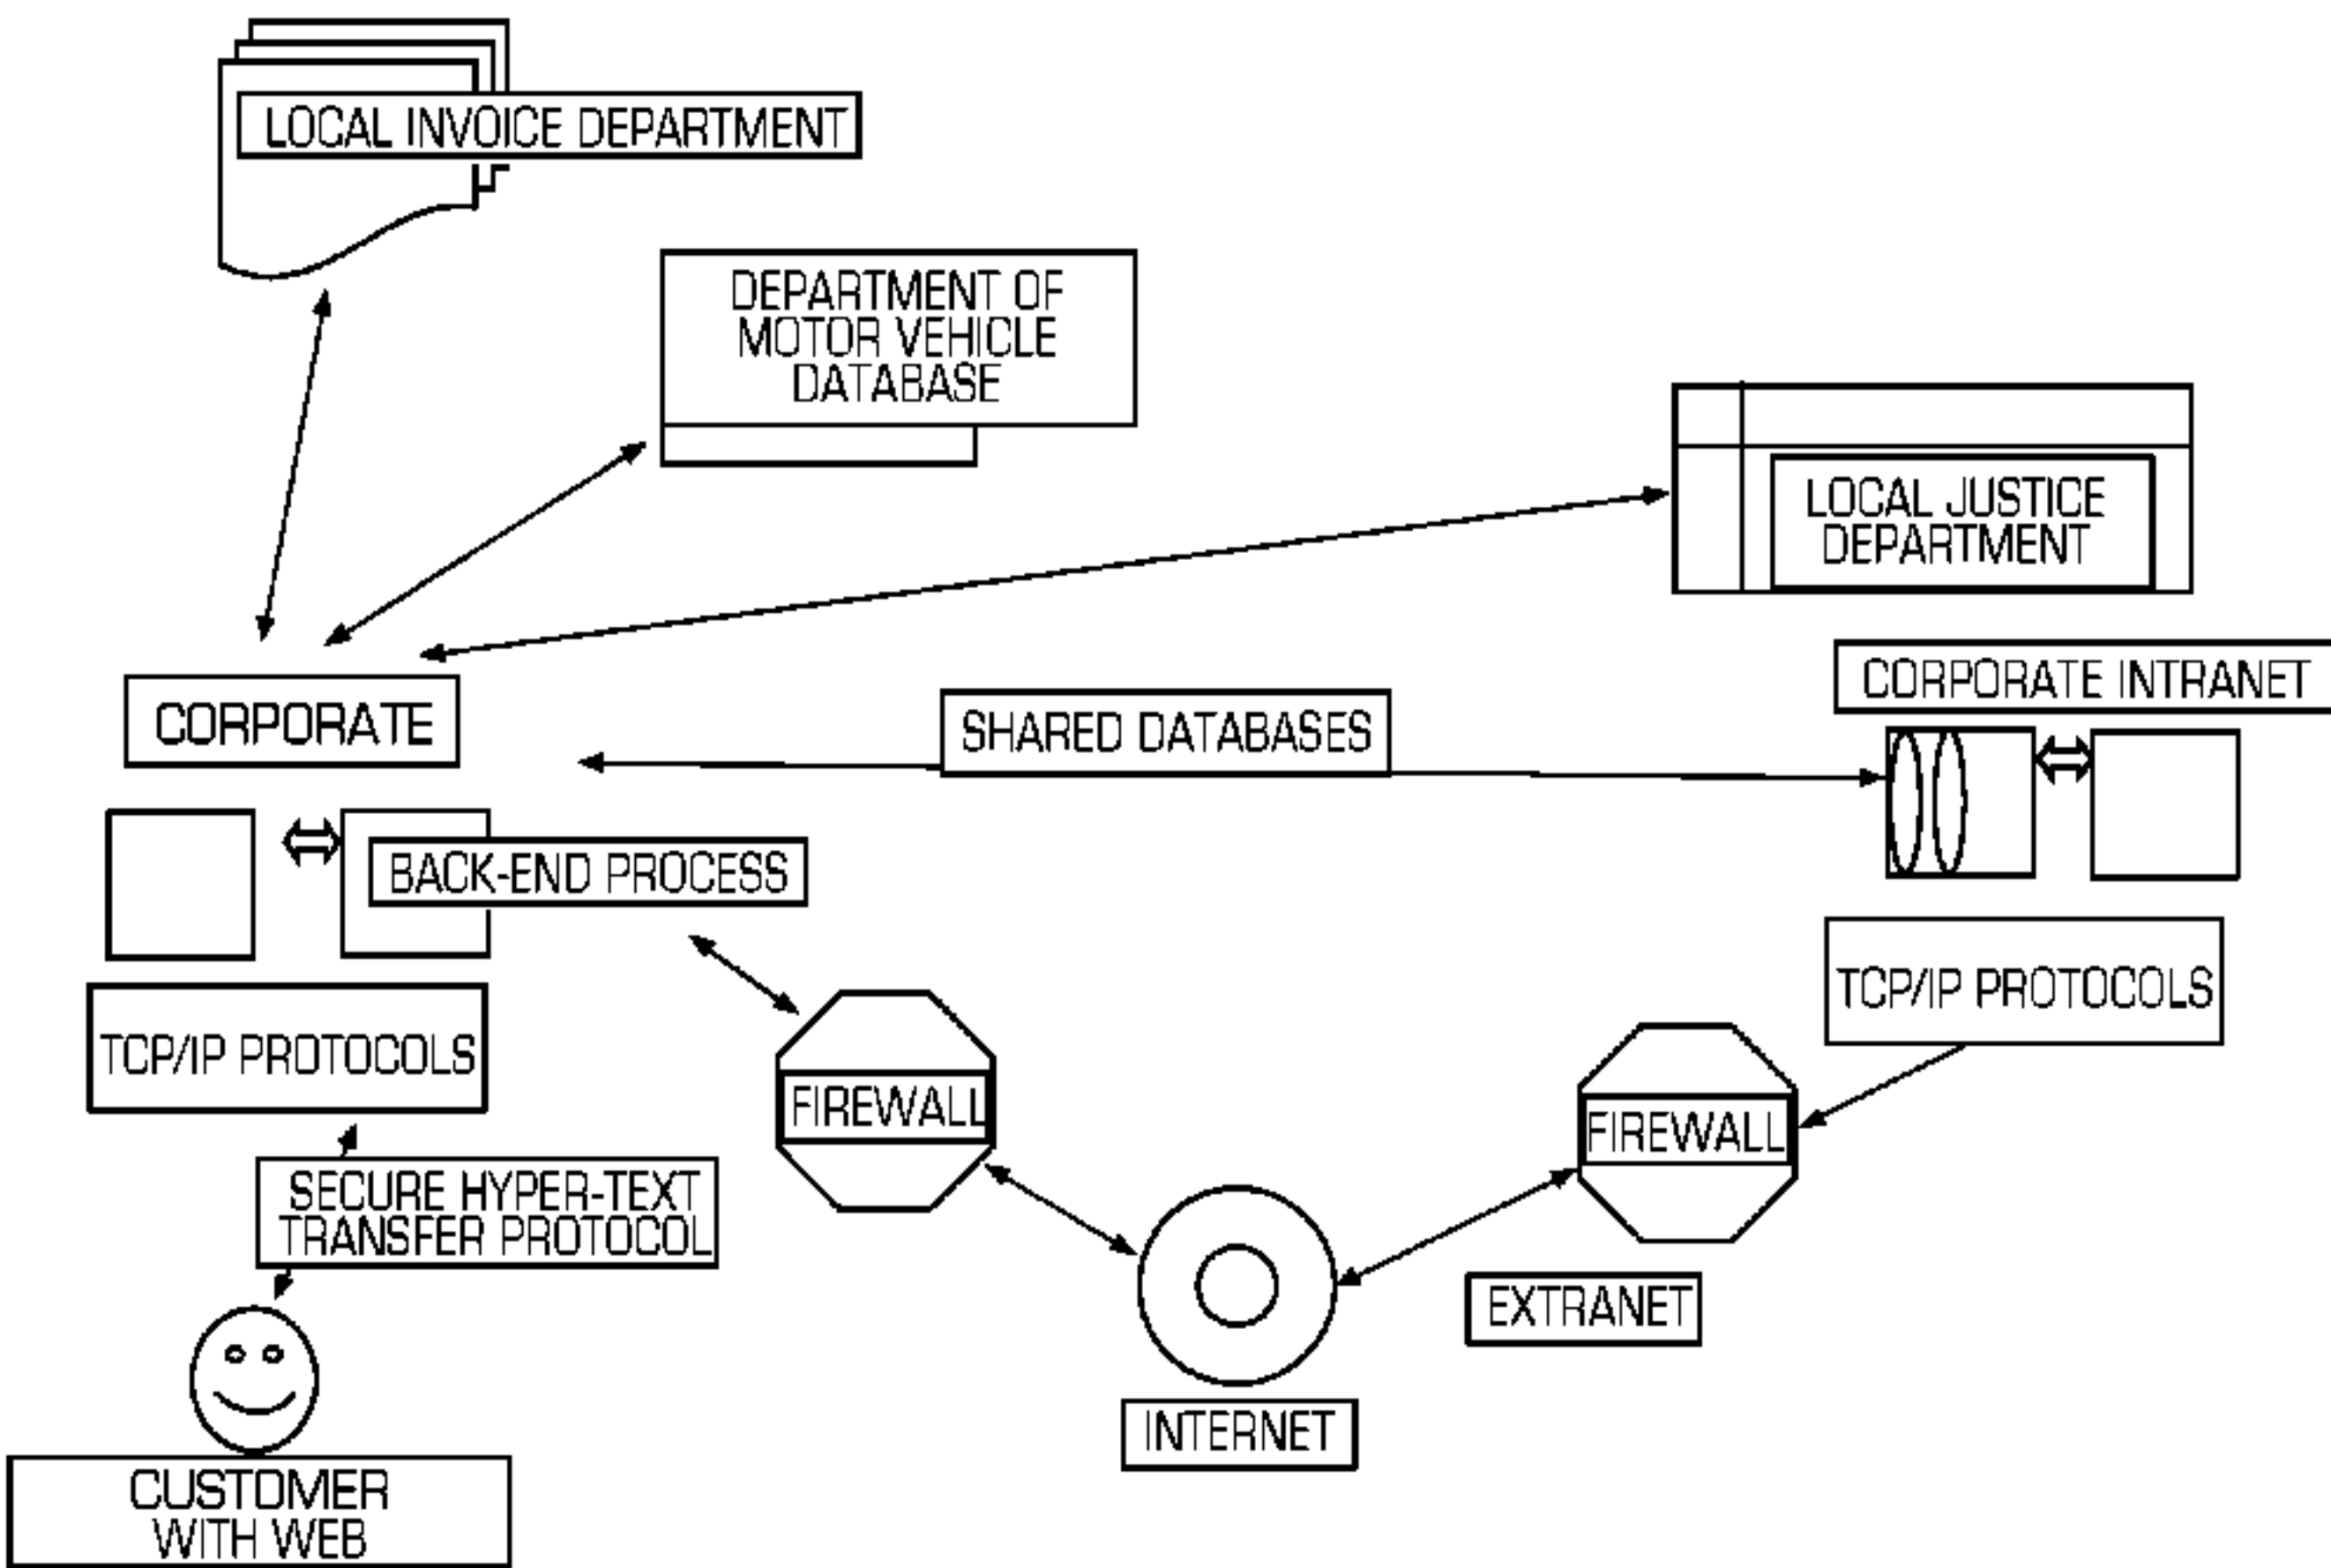 LOCAL INVOICE DEPARTMENT
DEPARTMENT OF
MOTOR VEHICLE
DATABASE
LOCAL JUSTICE
DEPARTMENT
CORPORATE INTRANET
CORPORATE
SHARED DATABASES
BACK-END PROCESS
TCP/IP PROTOCOLS
TCP/IP PROTOCOLS
FIREWALL
FIREWALL
SECURE HYPER-TEXT
TRANSFER PROTOCOL
EXTRANET
INTERNET
CUSTOMER
WITH WEB